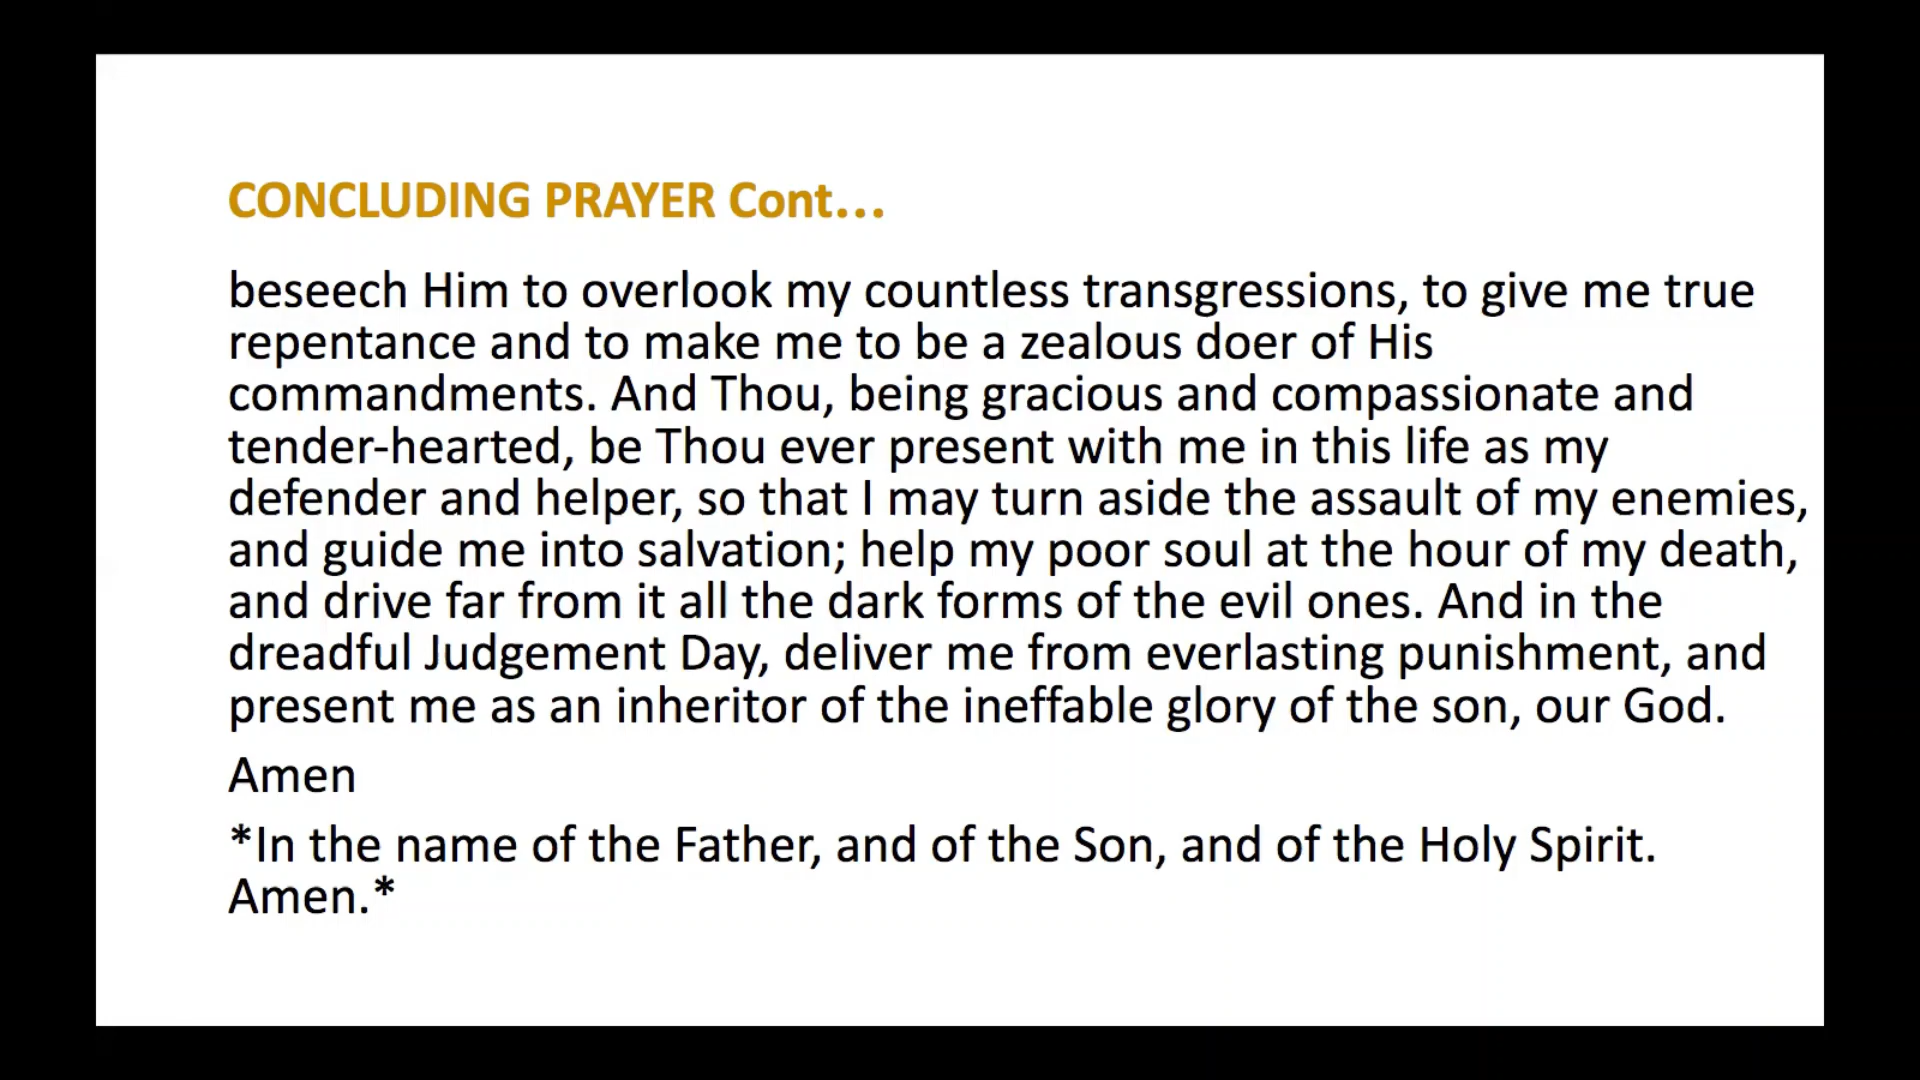 CONCLUDING PRAYER Cont...
beseech Him to overlook my countless transgressions, to give me true
repentance and to make me to be a zealous doer of His
commandments. And Thou, being gracious and compassionate and
tender-hearted, be Thou ever present with me in this life as my
defender and helper, so that I may turn aside the assault of my enemies,
and guide me into salvation; help my poor soul at the hour of my death,
and drive far from it all the dark forms of the evil ones. And in the
dreadful Judgement Day, deliver me from everlasting punishment, and
present me as an inheritor of the ineffable glory of the son, our God.
Amen
*In the name of the Father, and of the Son, and of the Holy Spirit.
Amen.*